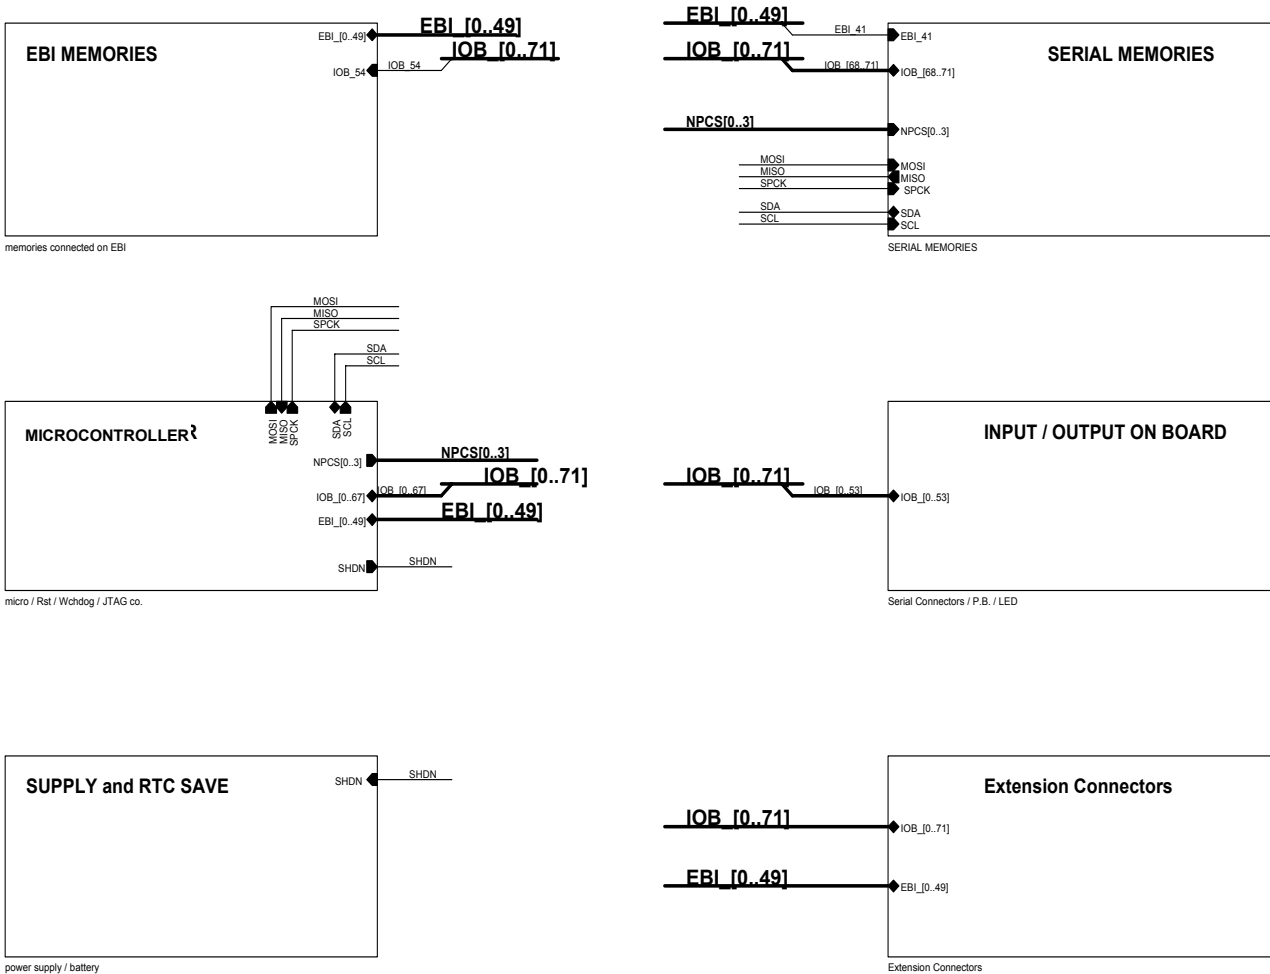 EBI MEMORIES
EBI_[0..49]
EBI_[0..49]
IOB_[0..71]
IOB_54
IOB_54
memories connected on EBI
EBI_[0..49]
EBI_41
EBI_41
IOB_[0..71]
IOB_[68..71]
IOB_[68..71]
SERIAL MEMORIES
NPCS[0..3]
NPCS[0..3]
MOSI
MOSI
MISO
MISO
SPCK
SPCK
SDA
SDA
SCL
SCL
SERIAL MEMORIES
MOSI
MISO
SPCK
SDA
SCL
MICROCONTROLLER
MOSI
MISO
SPCK
SDA
SCL
NPCS[0..3]
NPCS[0..3]
IOB_[0..71]
IOB_[0..67]
IOB_[0..67]
EBI_[0..49]
EBI_[0..49]
SHDN
SHDN
micro / Rst / Wchdog / JTAG co.
INPUT / OUTPUT ON BOARD
IOB_[0..71]
IOB_[0..53]
IOB_[0..53]
Serial Connectors / P.B. / LED
SUPPLY and RTC SAVE
SHDN
SHDN
power supply / battery
Extension Connectors
IOB_[0..71]
IOB_[0..71]
EBI_[0..49]
EBI_[0..49]
Extension Connectors